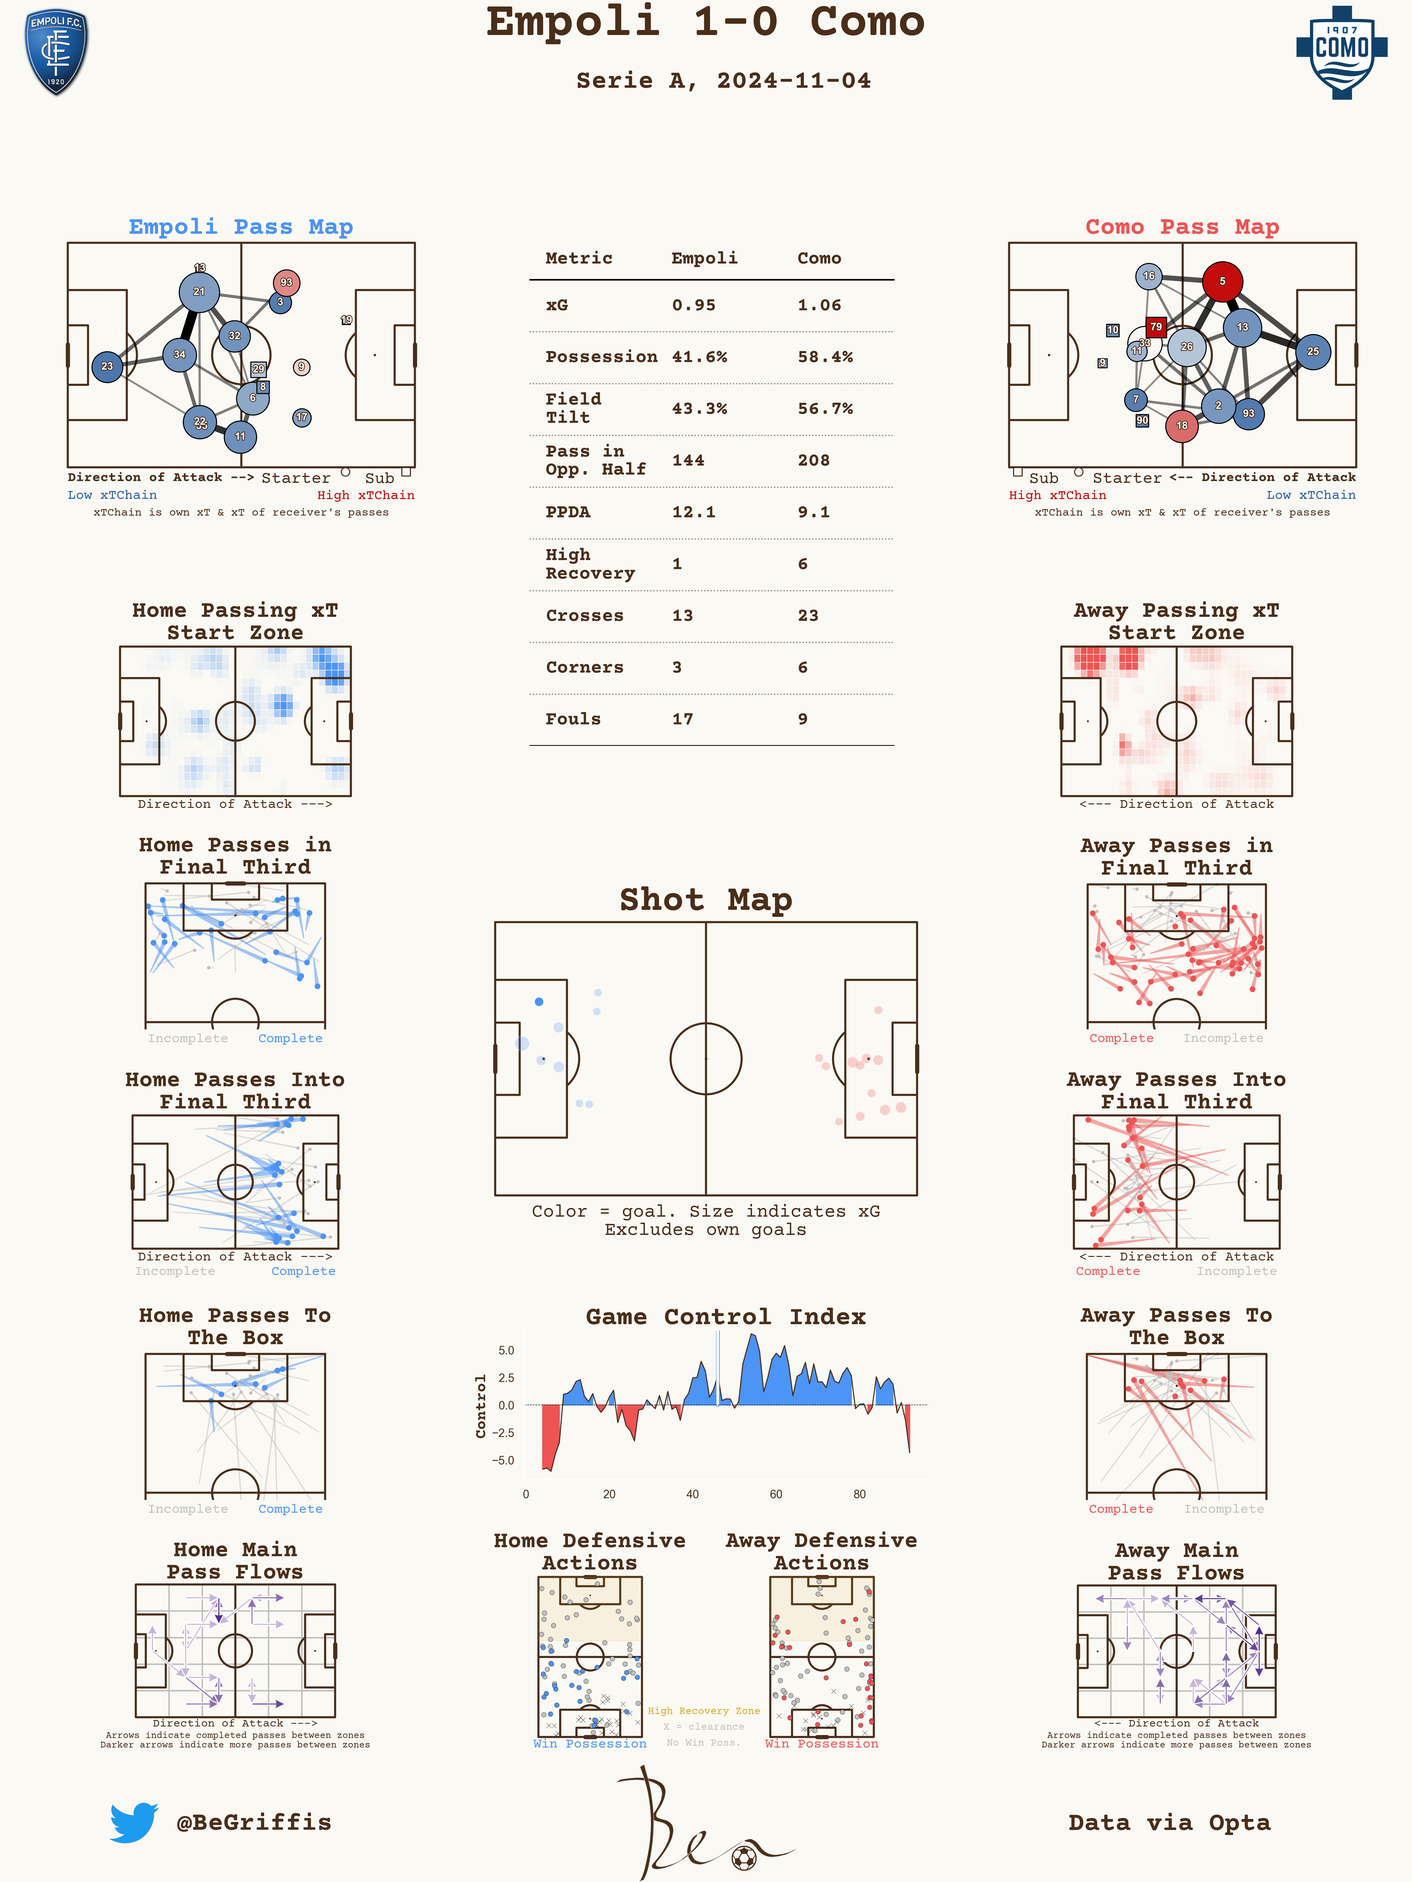 Empoli 1-0 Como
Serie A, 2024-11-04
EMPOLI F.C.
1920
1907
COMO
Empoli Pass Map
13
21
93
3
19
32
34
23
29
9
8
6
17
22
11
Direction of Attack --> Starter Sub
Low xTChain High xTChain
xTChain is own xT & xT of receiver's passes
Metric Empoli Como
xG 0.95 1.06
Possession 41.6% 58.4%
Field
Tilt 43.3% 56.7%
Pass in
Opp. Half 144 208
PPDA 12.1 9.1
High
Recovery 1 6
Crosses 13 23
Corners 3 6
Fouls 17 9
Como Pass Map
16
5
10
79
13
33
11
26
25
9
7
2
93
90
18
Sub Starter <-- Direction of Attack
High xTChain Low xTChain
xTChain is own xT & xT of receiver's passes
Home Passing xT
Start Zone
Direction of Attack --->
Away Passing xT
Start Zone
<--- Direction of Attack
Home Passes in
Final Third
Incomplete Complete
Away Passes in
Final Third
Complete Incomplete
Shot Map
Color = goal. Size indicates xG
Excludes own goals
Home Passes Into
Final Third
Direction of Attack --->
Incomplete Complete
Away Passes Into
Final Third
<--- Direction of Attack
Complete Incomplete
Home Passes To
The Box
Incomplete Complete
Game Control Index
Control
5.0
2.5
0.0
−2.5
−5.0
0 20 40 60 80
Away Passes To
The Box
Complete Incomplete
Home Main
Pass Flows
Direction of Attack --->
Arrows indicate completed passes between zones
Darker arrows indicate more passes between zones
Home Defensive
Actions
Win Possession
Away Defensive
Actions
Win Possession
High Recovery Zone
X = clearance
No Win Poss.
Away Main
Pass Flows
<--- Direction of Attack
Arrows indicate completed passes between zones
Darker arrows indicate more passes between zones
@BeGriffis
Ben
Data via Opta